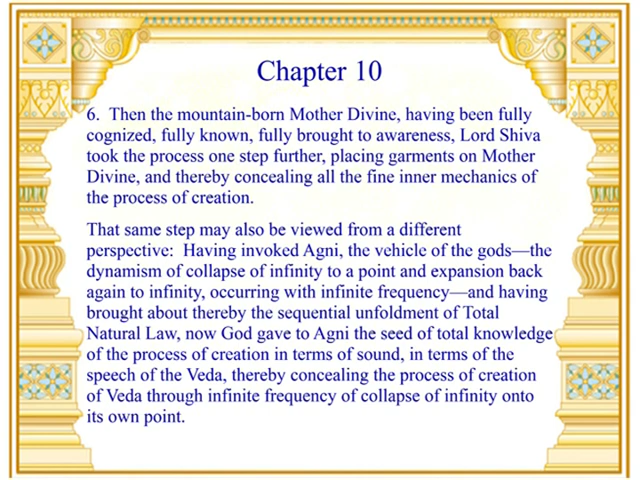 Chapter 10
6.  Then the mountain-born Mother Divine, having been fully
cognized, fully known, fully brought to awareness, Lord Shiva
took the process one step further, placing garments on Mother
Divine, and thereby concealing all the fine inner mechanics of
the process of creation.
That same step may also be viewed from a different
perspective:  Having invoked Agni, the vehicle of the gods—the
dynamism of collapse of infinity to a point and expansion back
again to infinity, occurring with infinite frequency—and having
brought about thereby the sequential unfoldment of Total
Natural Law, now God gave to Agni the seed of total knowledge
of the process of creation in terms of sound, in terms of the
speech of the Veda, thereby concealing the process of creation
of Veda through infinite frequency of collapse of infinity onto
its own point.